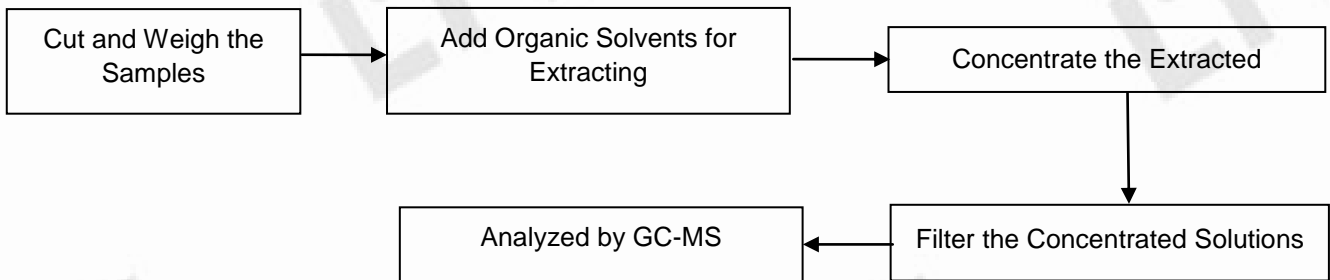 Cut and Weigh the
Samples
Add Organic Solvents for
Extracting
Concentrate the Extracted
Filter the Concentrated Solutions
Analyzed by GC-MS